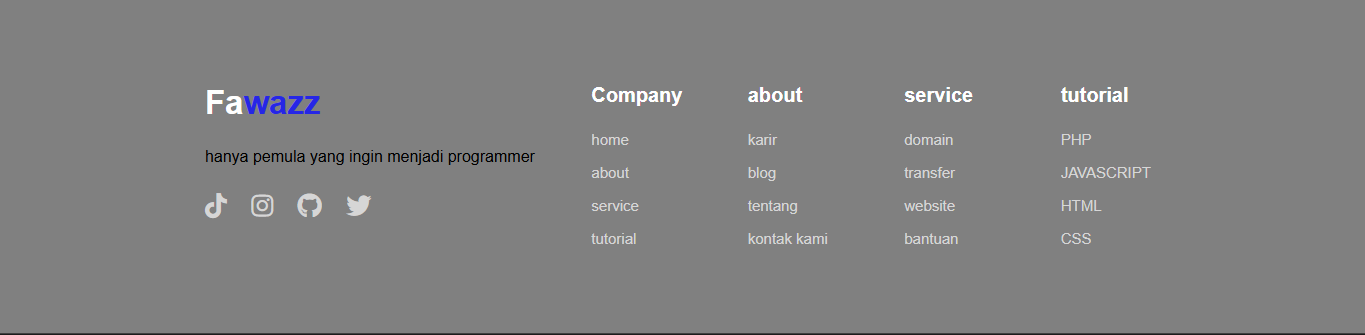 Fawazz
hanya pemula yang ingin menjadi programmer
Company
home
about
service
tutorial
about
karir
blog
tentang
kontak kami
service
domain
transfer
website
bantuan
tutorial
PHP
JAVASCRIPT
HTML
CSS